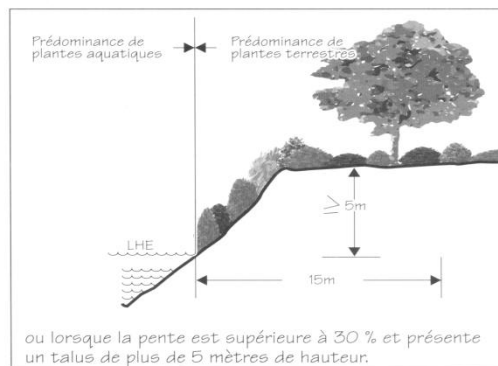 Prédominance de
plantes aquatiques
Prédominance de
plantes terrestres
≥ 5m
LHE
15m
ou lorsque la pente est supérieure à 30 % et présente
un talus de plus de 5 mètres de hauteur.